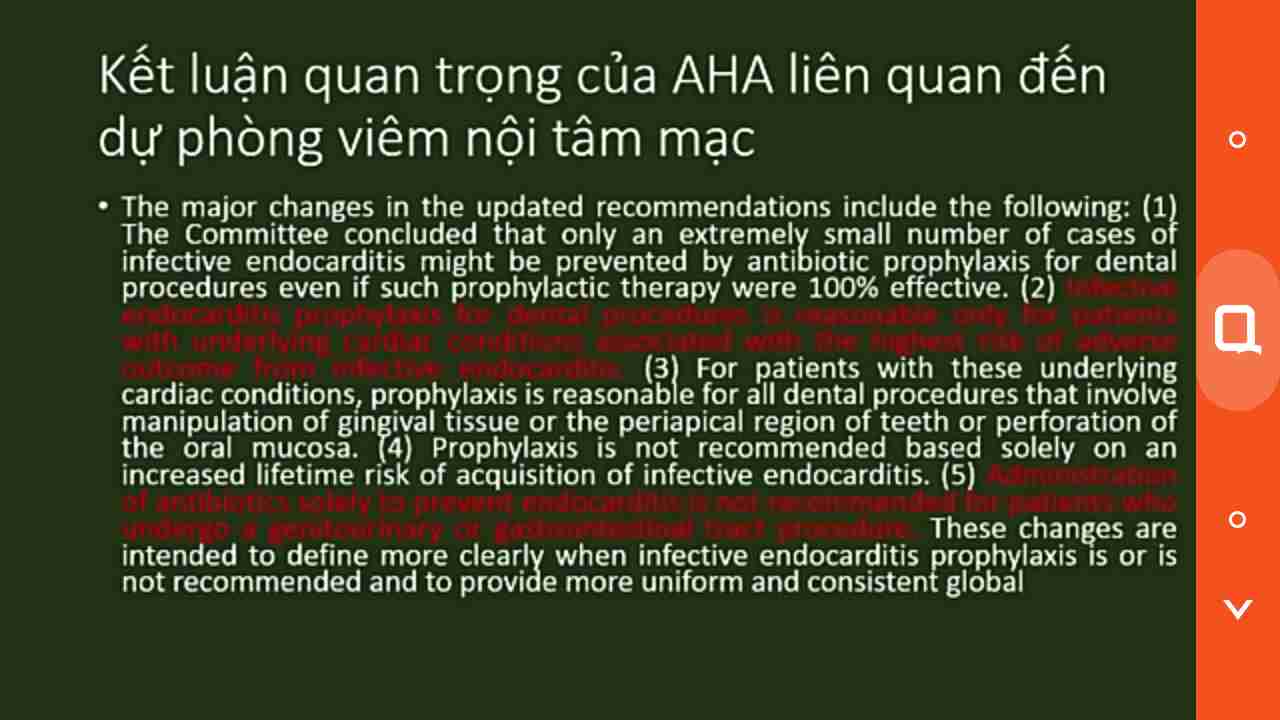 Kết luận quan trọng của AHA liên quan đến
dự phòng viêm nội tâm mạc
• The major changes in the updated recommendations include the following: (1)
The Committee concluded that only an extremely small number of cases of
infective endocarditis might be prevented by antibiotic prophylaxis for dental
procedures even if such prophylactic therapy were 100% effective. (2) Infective
endocarditis prophylaxis for dental procedures is reasonable only for patients
with underlying cardiac conditions associated with the highest risk of adverse
outcome from infective endocarditis. (3) For patients with these underlying
cardiac conditions, prophylaxis is reasonable for all dental procedures that involve
manipulation of gingival tissue or the periapical region of teeth or perforation of
the oral mucosa. (4) Prophylaxis is not recommended based solely on an
increased lifetime risk of acquisition of infective endocarditis. (5) Administration
of antibiotics solely to prevent endocarditis is not recommended for patients who
undergo a genitourinary or gastrointestinal tract procedure. These changes are
intended to define more clearly when infective endocarditis prophylaxis is or is
not recommended and to provide more uniform and consistent global